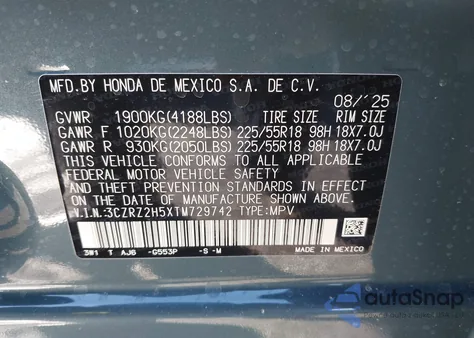 MFD.BY HONDA DE MEXICO S.A. DE C.V.
08/'25
GVWR 1900KG(4188LBS) TIRE SIZE RIM SIZE
GAWR F 1020KG(2248LBS) 225/55R18 98H 18X7.0J
GAWR R 930KG(2050LBS) 225/55R18 98H 18X7.0J
THIS VEHICLE CONFORMS TO ALL APPLICABLE
FEDERAL MOTOR VEHICLE SAFETY
AND THEFT PREVENTION STANDARDS IN EFFECT
ON THE DATE OF MANUFACTURE SHOWN ABOVE.
V.I.N.:3CZRZ2H5XTM729742 TYPE:MPV
3W1 T AJ6 -G553P -S -M
autoSnap